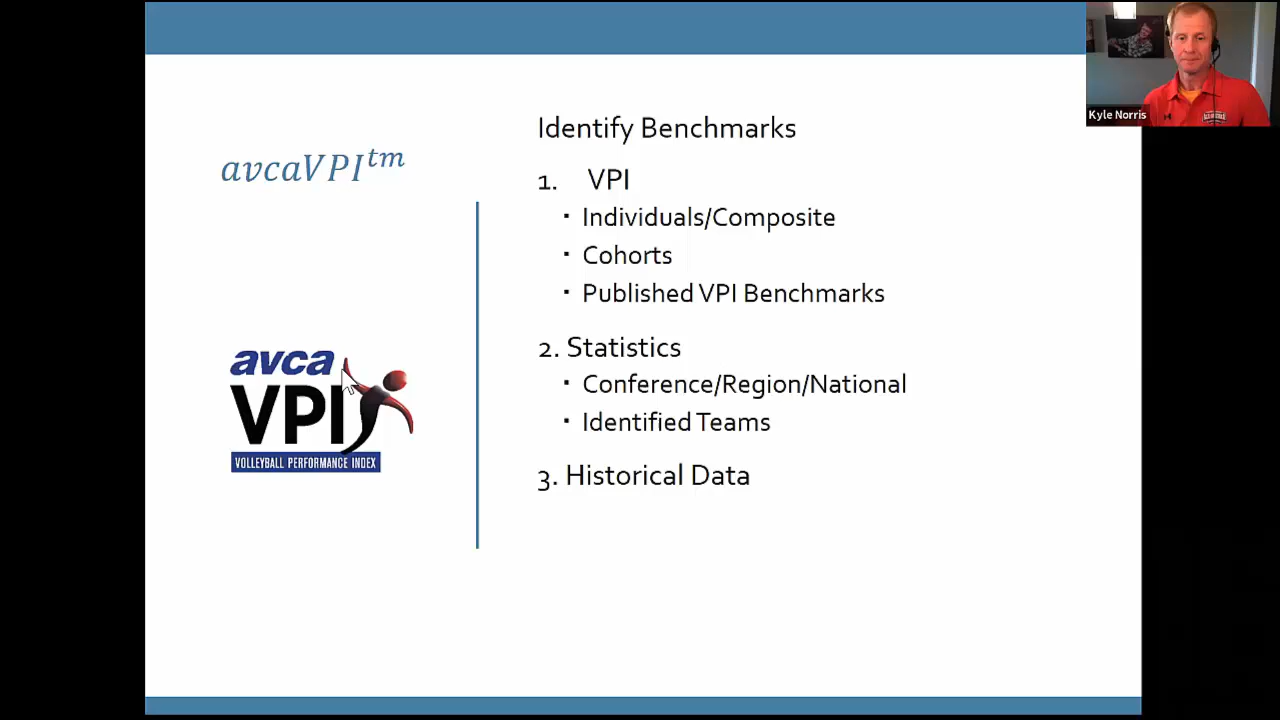 Kyle Norris
avcaVPItm
Identify Benchmarks
1. VPI
▪ Individuals/Composite
▪ Cohorts
▪ Published VPI Benchmarks
2. Statistics
▪ Conference/Region/National
▪ Identified Teams
3. Historical Data
avca
VPI
VOLLEYBALL PERFORMANCE INDEX